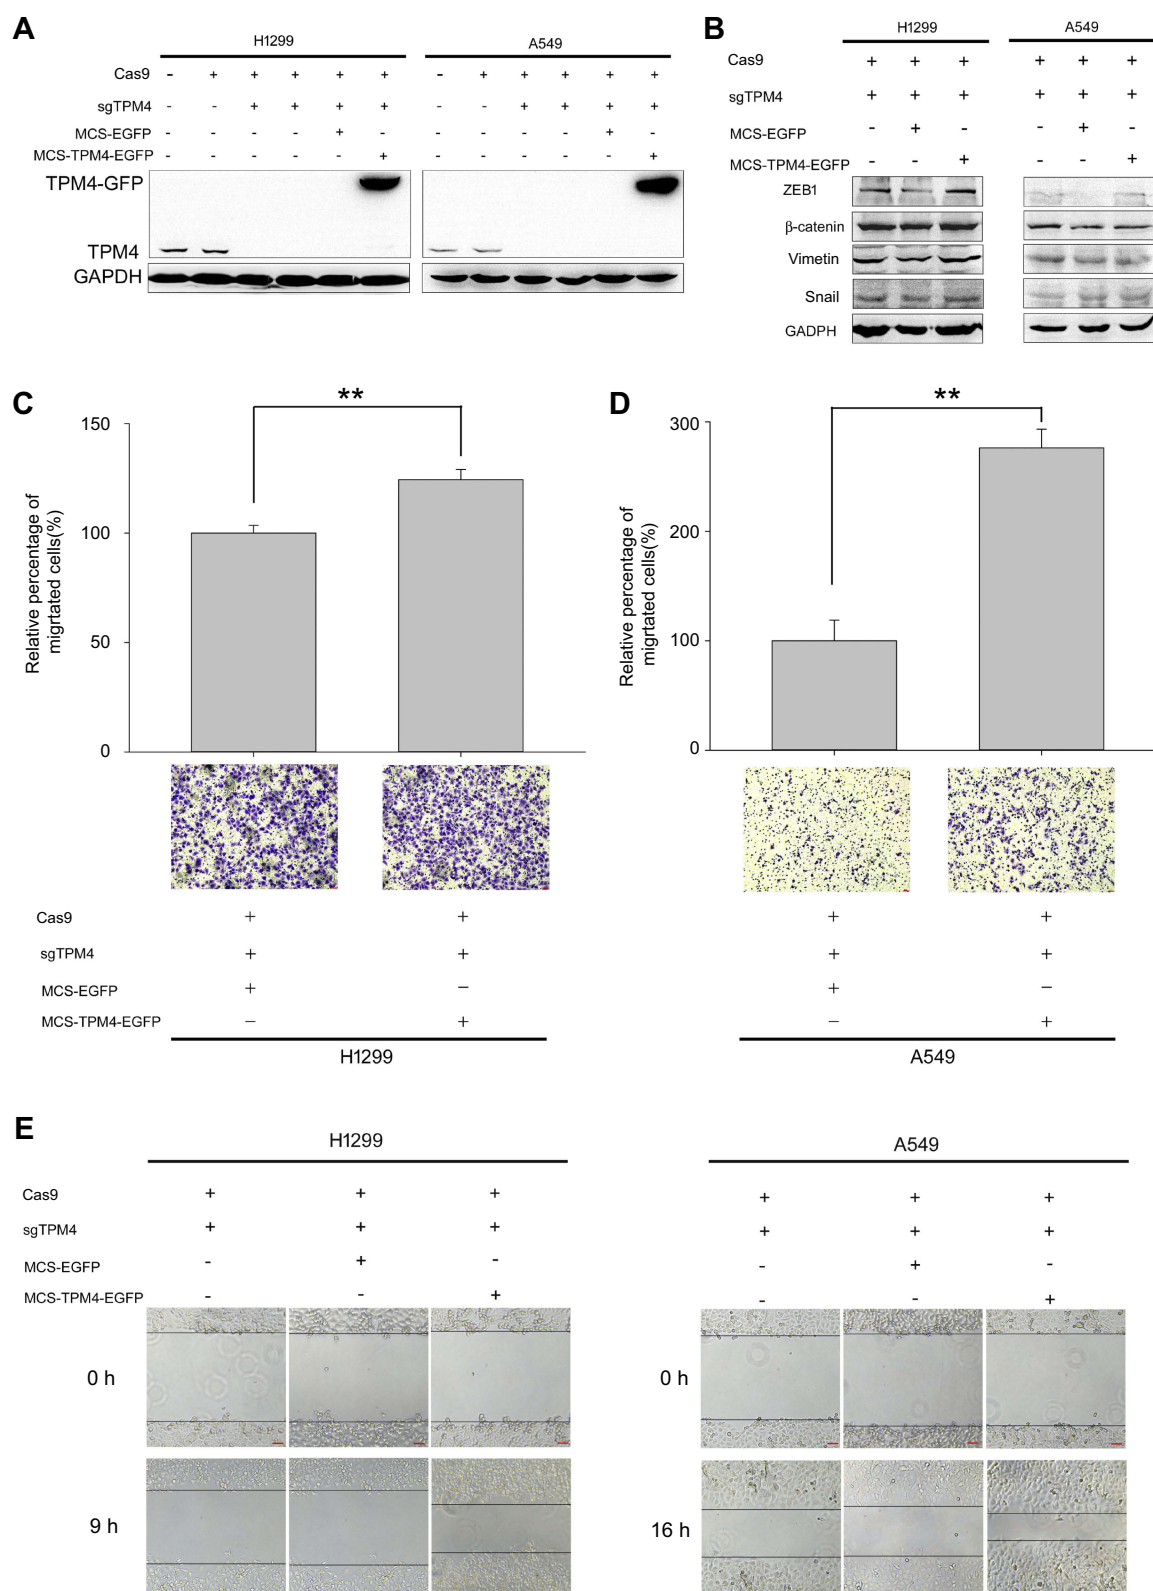 A
H1299
A549
Cas9 - + + + + + - + + + + +
sgTPM4 - - + + + + - - + + + +
MCS-EGFP - - - - + - - - - - + -
MCS-TPM4-EGFP - - - - - + - - - - - +
TPM4-GFP
TPM4
GAPDH
B
H1299
A549
Cas9 + + + + + +
sgTPM4 + + + + + +
MCS-EGFP - + - - + -
MCS-TPM4-EGFP - - + - - +
ZEB1
β-catenin
Vimetin
Snail
GADPH
C
**
150
100
50
0
Relative percentage of
migrtated cells(%)
Cas9 + +
sgTPM4 + +
MCS-EGFP + −
MCS-TPM4-EGFP − +
H1299
D
**
300
200
100
0
Relative percentage of
migrtated cells(%)
+ +
+ +
+ −
− +
A549
E
H1299
A549
Cas9 + + + + + +
sgTPM4 + + + + + +
MCS-EGFP - + - - + -
MCS-TPM4-EGFP - - + - - +
0 h
0 h
9 h
16 h